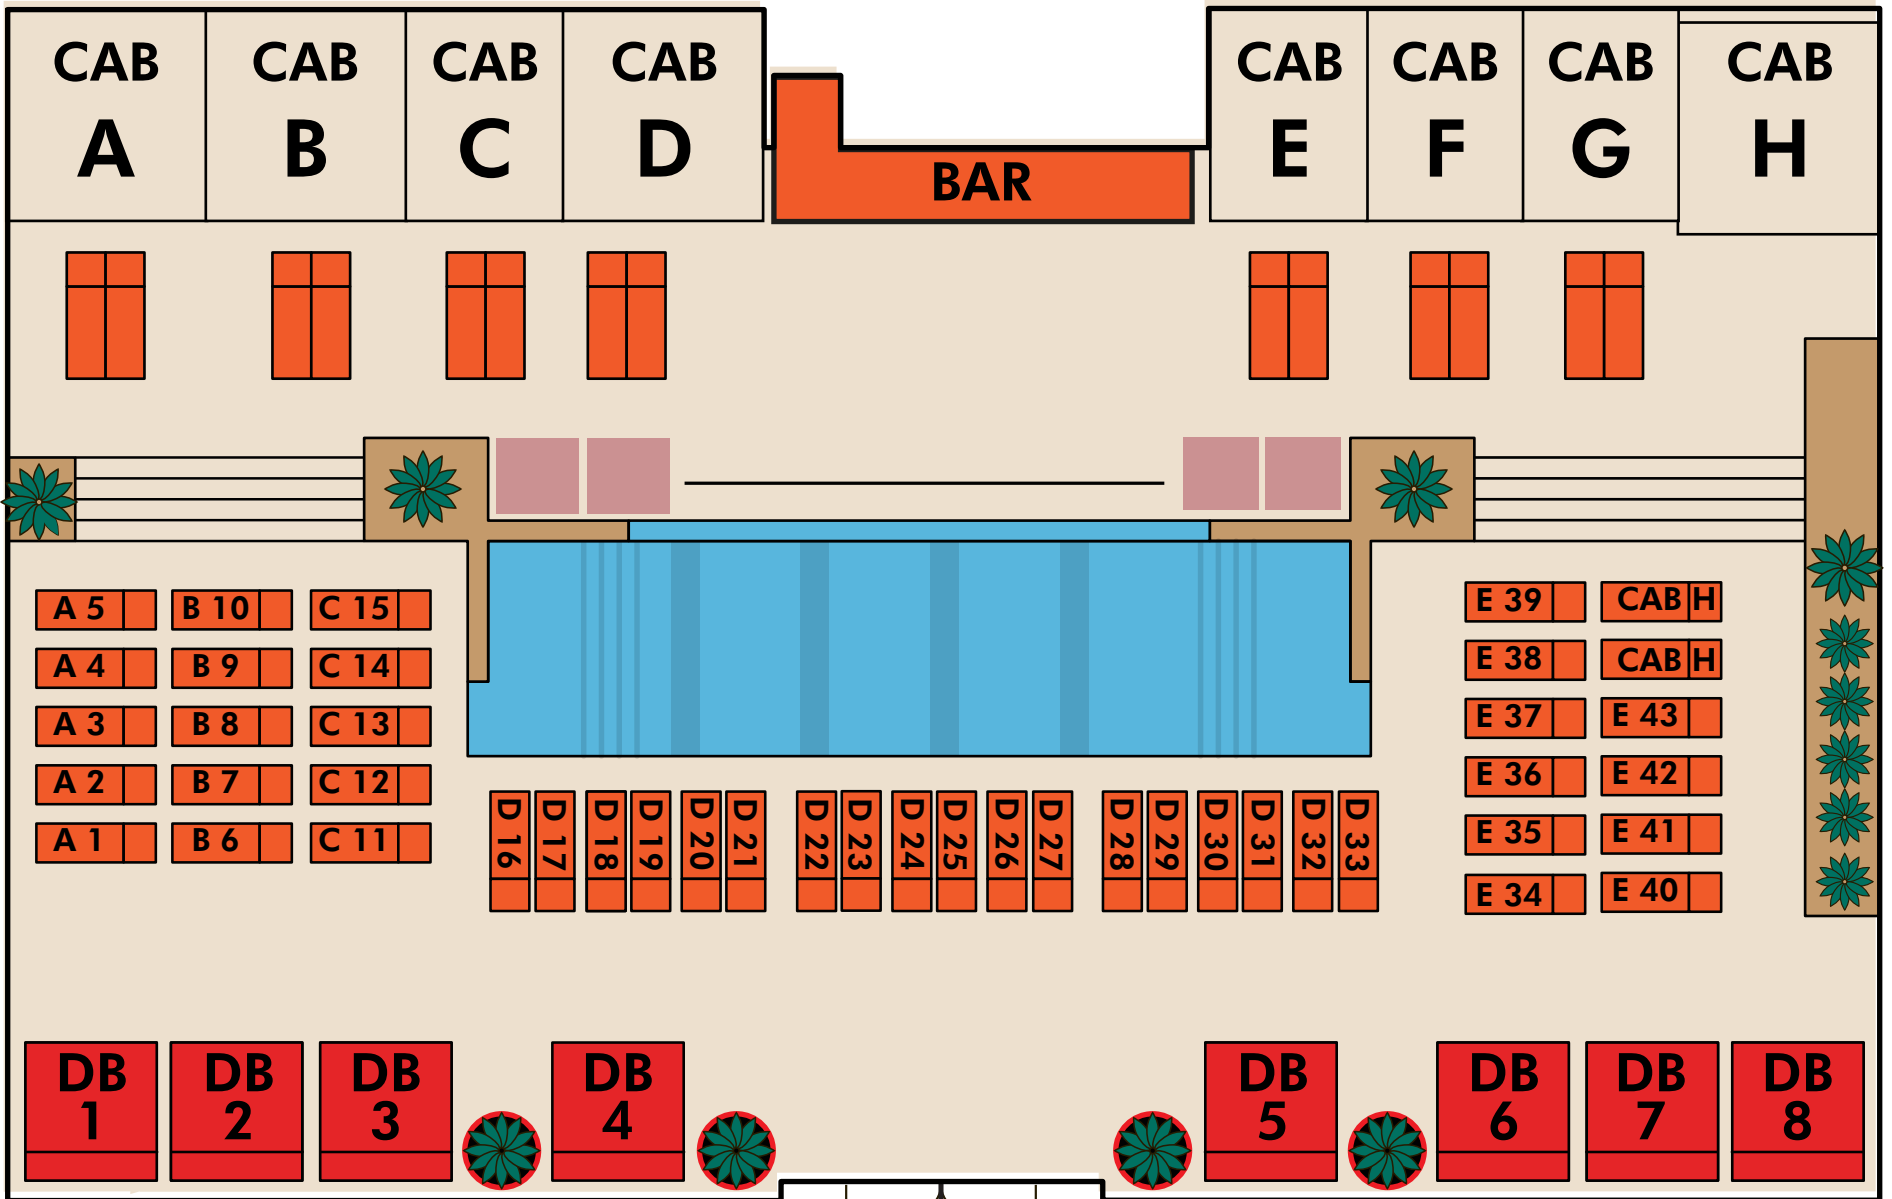 CAB A
CAB B
CAB C
CAB D
BAR
CAB E
CAB F
CAB G
CAB H
A 5
B 10
C 15
E 39
CAB H
A 4
B 9
C 14
E 38
CAB H
A 3
B 8
C 13
E 37
E 43
A 2
B 7
C 12
E 36
E 42
A 1
B 6
C 11
E 35
E 41
E 34
E 40
D 16
D 17
D 18
D 19
D 20
D 21
D 22
D 23
D 24
D 25
D 26
D 27
D 28
D 29
D 30
D 31
D 32
D 33
DB
1
DB
2
DB
3
DB
4
DB
5
DB
6
DB
7
DB
8